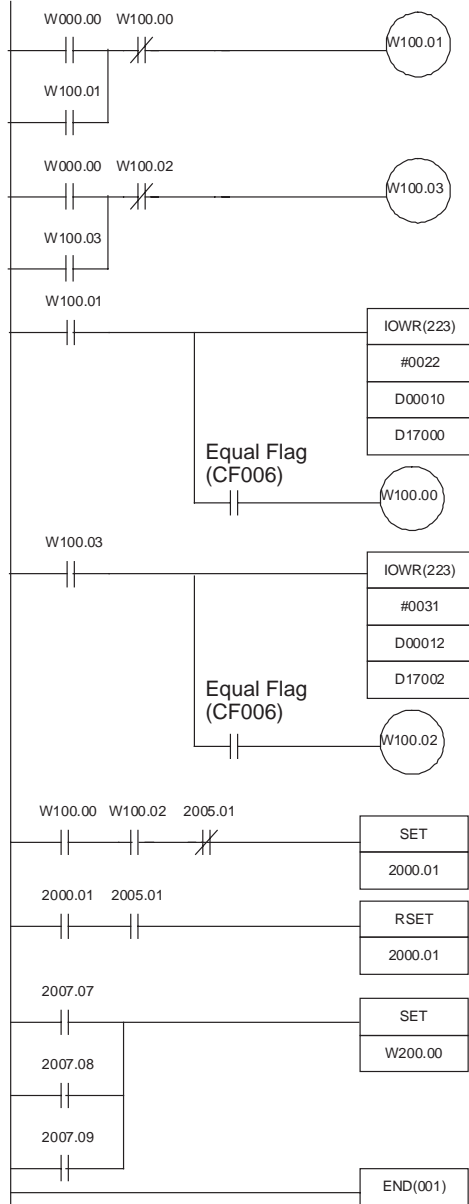 W000.00 W100.00
W100.01
W100.01
W000.00 W100.02
W100.03
W100.03
W100.01
IOWR(223)
#0022
D00010
D17000
Equal Flag
(CF006)
W100.00
W100.03
IOWR(223)
#0031
D00012
D17002
Equal Flag
(CF006)
W100.02
W100.00 W100.02 2005.01
SET
2000.01
2000.01 2005.01
RSET
2000.01
2007.07
SET
W200.00
2007.08
2007.09
END(001)